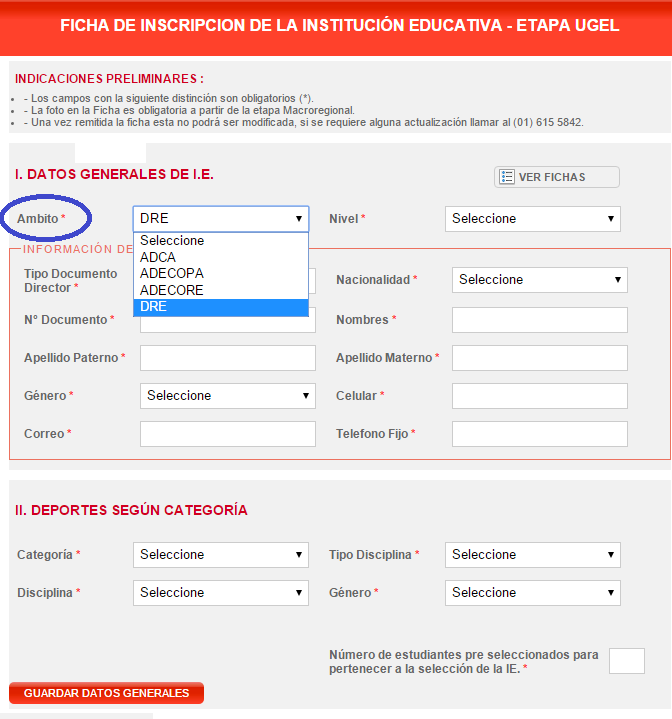 FICHA DE INSCRIPCION DE LA INSTITUCIÓN EDUCATIVA - ETAPA UGEL
INDICACIONES PRELIMINARES :
- Los campos con la siguiente distinción son obligatorios (*).
- La foto en la Ficha es obligatoria a partir de la etapa Macroregional.
- Una vez remitida la ficha esta no podrá ser modificada, si se requiere alguna actualización llamar al (01) 615 5842.
I. DATOS GENERALES DE I.E.
VER FICHAS
Ambito * DRE Nivel * Seleccione
Seleccione
ADCA
ADECOPA
ADECORE
DRE
INFORMACIÓN DE
Tipo Documento
Director *
Nacionalidad * Seleccione
N° Documento * Nombres *
Apellido Paterno * Apellido Materno *
Género * Seleccione Celular *
Correo * Telefono Fijo *
II. DEPORTES SEGÚN CATEGORÍA
Categoría * Seleccione Tipo Disciplina * Seleccione
Disciplina * Seleccione Género * Seleccione
Número de estudiantes pre seleccionados para
pertenecer a la selección de la IE. *
GUARDAR DATOS GENERALES